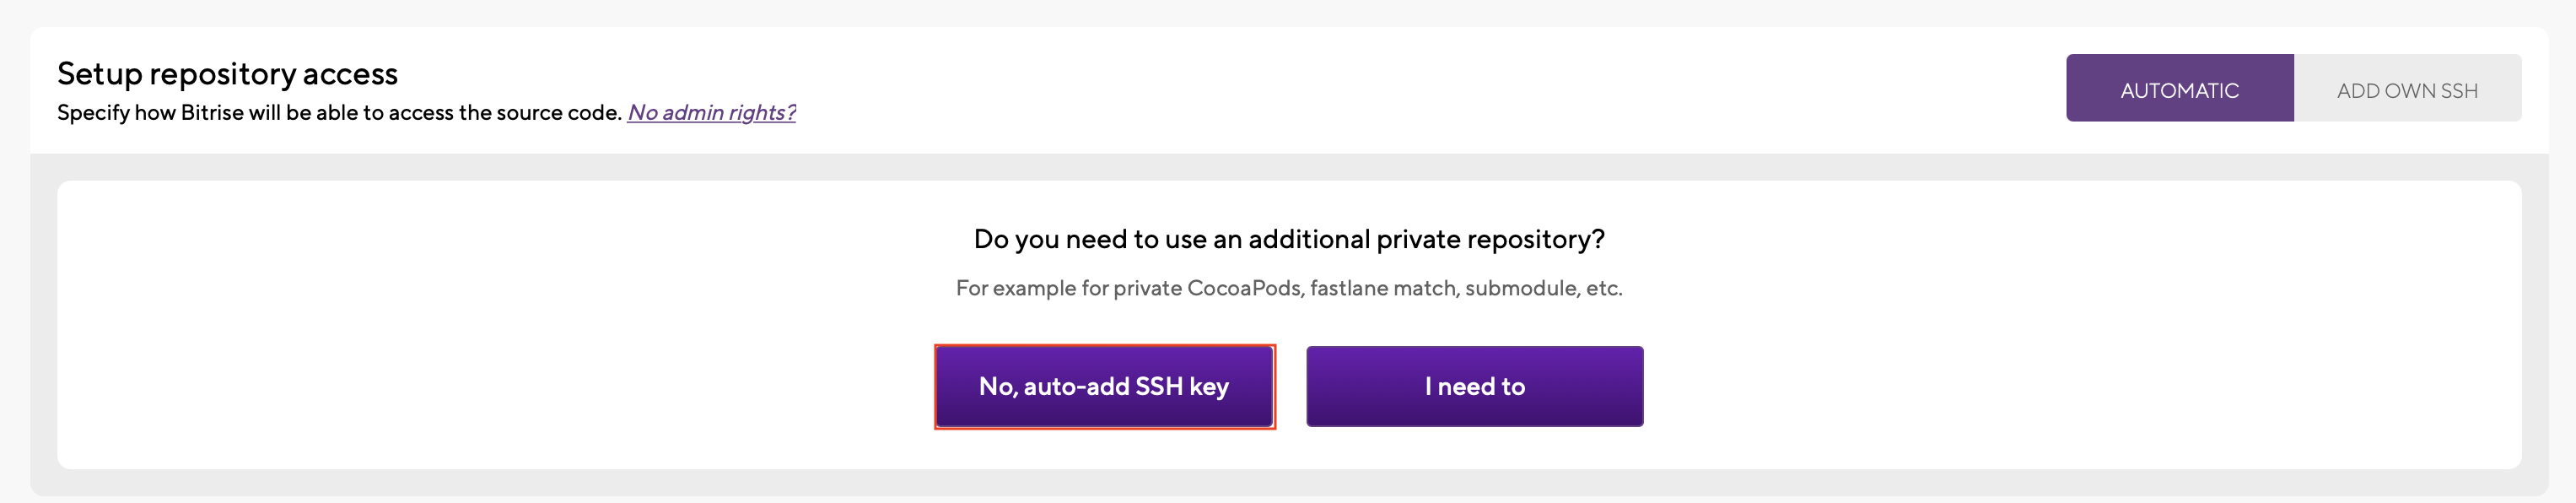 Setup repository access
Specify how Bitrise will be able to access the source code. No admin rights?
AUTOMATIC
ADD OWN SSH
Do you need to use an additional private repository?
For example for private CocoaPods, fastlane match, submodule, etc.
No, auto-add SSH key
I need to